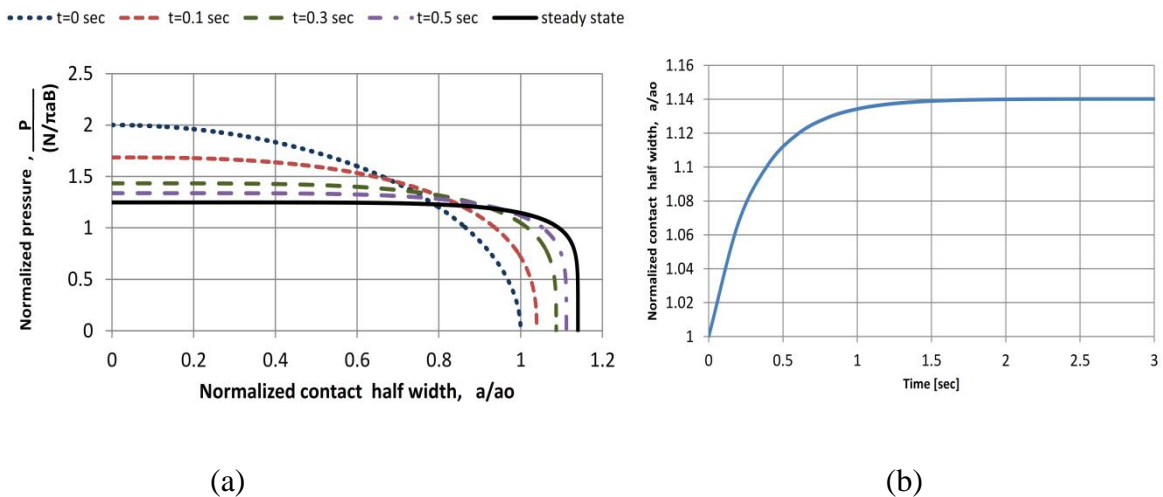 t=0 sec t=0.1 sec t=0.3 sec t=0.5 sec steady state
Normalized pressure , P
(N/πaB)
2.5
2
1.5
1
0.5
0
0 0.2 0.4 0.6 0.8 1 1.2
Normalized contact half width, a/ao
(a)
Normalized contact half width, a/ao
1.16
1.14
1.12
1.10
1.08
1.06
1.04
1.02
1
0 0.5 1 1.5 2 2.5 3
Time [sec]
(b)